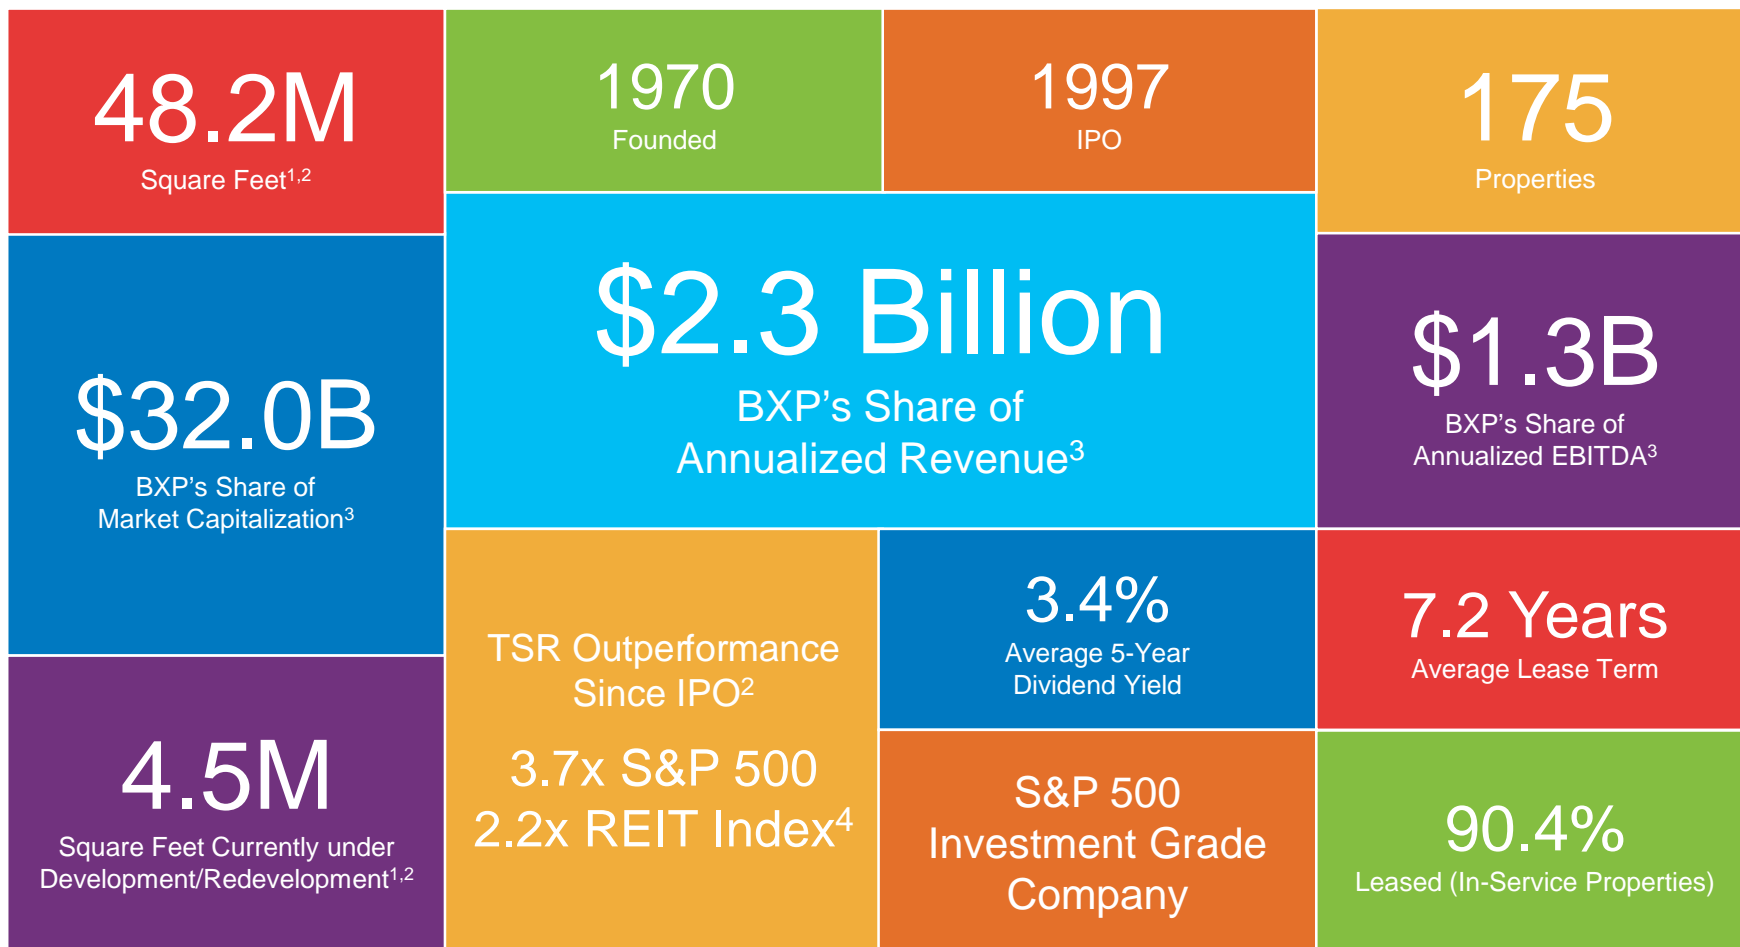 48.2M
Square Feet1,2
1970
Founded
1997
IPO
175
Properties
$32.0B
BXP’s Share of
Market Capitalization3
$2.3 Billion
BXP’s Share of
Annualized Revenue3
$1.3B
BXP’s Share of
Annualized EBITDA3
4.5M
Square Feet Currently under
Development/Redevelopment1,2
TSR Outperformance
Since IPO2
3.7x S&P 500
2.2x REIT Index4
3.4%
Average 5-Year
Dividend Yield
7.2 Years
Average Lease Term
S&P 500
Investment Grade
Company
90.4%
Leased (In-Service Properties)